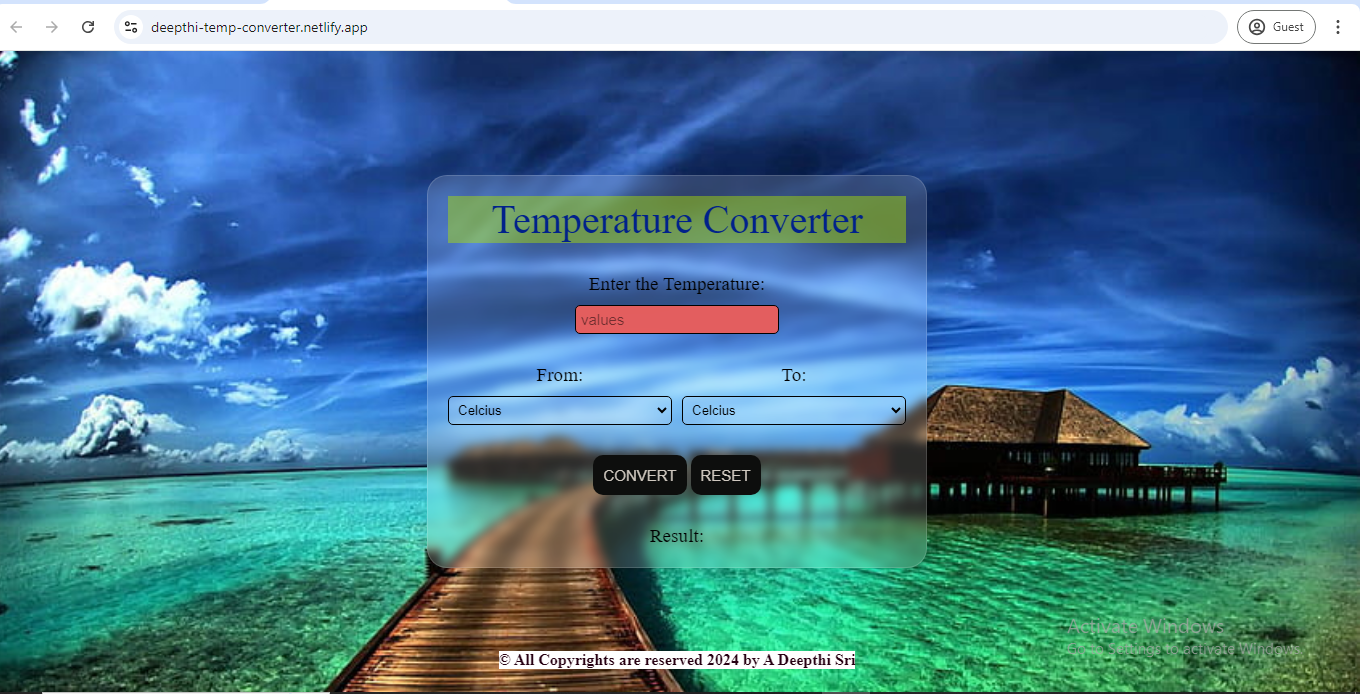 deepthi-temp-converter.netlify.app
Guest
Temperature Converter
Enter the Temperature:
values
From:
To:
Celcius
Celcius
CONVERT
RESET
Result:
Activate Windows
Go to Settings to activate Windows.
© All Copyrights are reserved 2024 by A Deepthi Sri